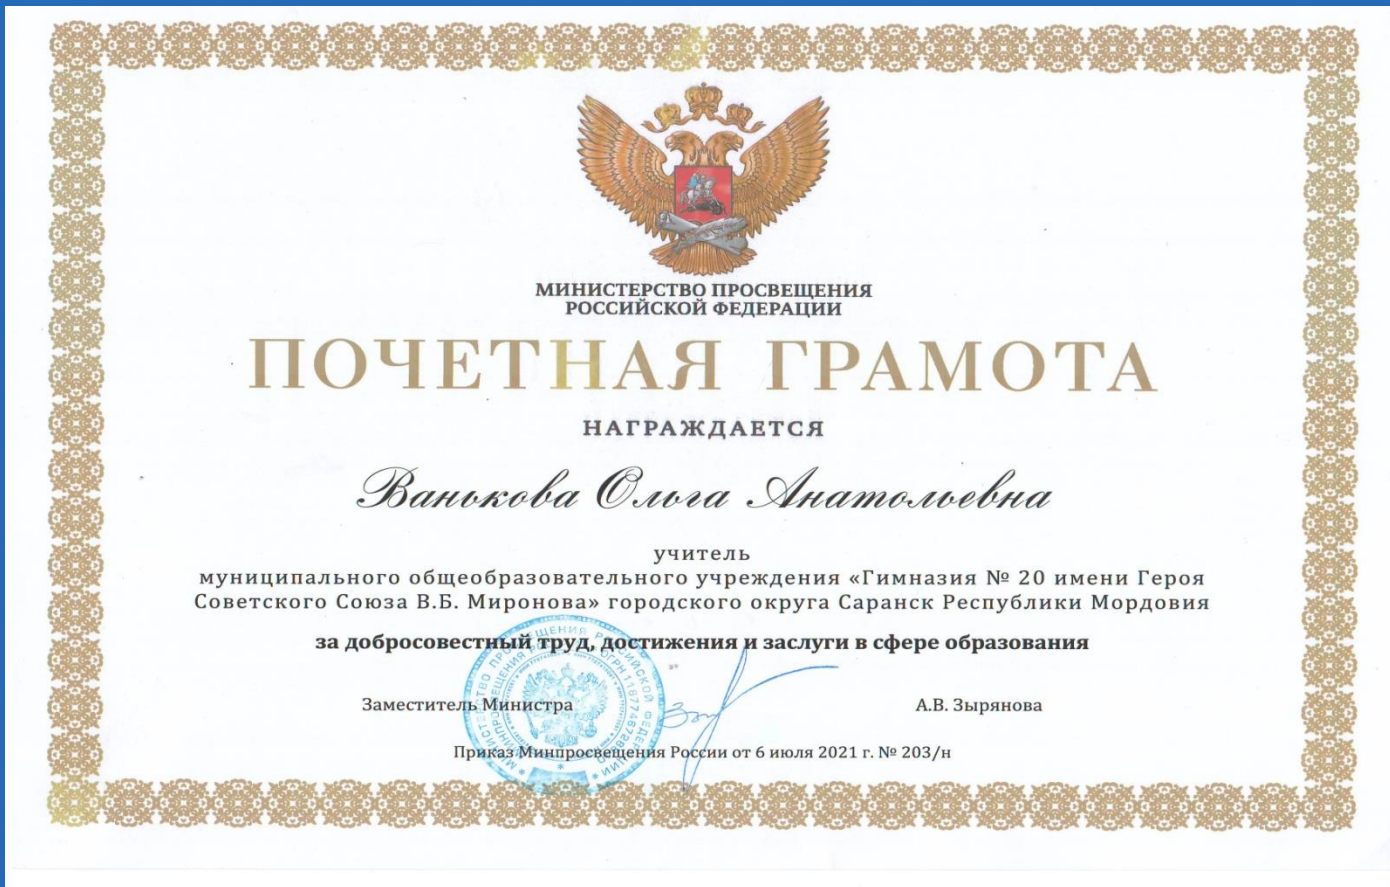 МИНИСТЕРСТВО ПРОСВЕЩЕНИЯ
РОССИЙСКОЙ ФЕДЕРАЦИИ
ПОЧЕТНАЯ ГРАМОТА
НАГРАЖДАЕТСЯ
Ванькова Ольга Анатольевна
учитель
муниципального общеобразовательного учреждения «Гимназия № 20 имени Героя
Советского Союза В.Б. Миронова» городского округа Саранск Республики Мордовия
за добросовестный труд, достижения и заслуги в сфере образования
Заместитель Министра
А.В. Зырянова
Приказ Минпросвещения России от 6 июля 2021 г. № 203/н